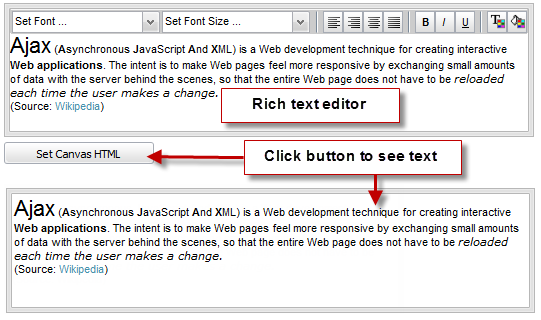 Set Font ... Set Font Size ... B I U T
Ajax (Asynchronous JavaScript And XML) is a Web development technique for creating interactive
Web applications. The intent is to make Web pages feel more responsive by exchanging small amounts
of data with the server behind the scenes, so that the entire Web page does not have to be reloaded
each time the user makes a change.
(Source: Wikipedia)
Rich text editor
Set Canvas HTML
Click button to see text
Ajax (Asynchronous JavaScript And XML) is a Web development technique for creating interactive
Web applications. The intent is to make Web pages feel more responsive by exchanging small amounts
of data with the server behind the scenes, so that the entire Web page does not have to be reloaded
each time the user makes a change.
(Source: Wikipedia)